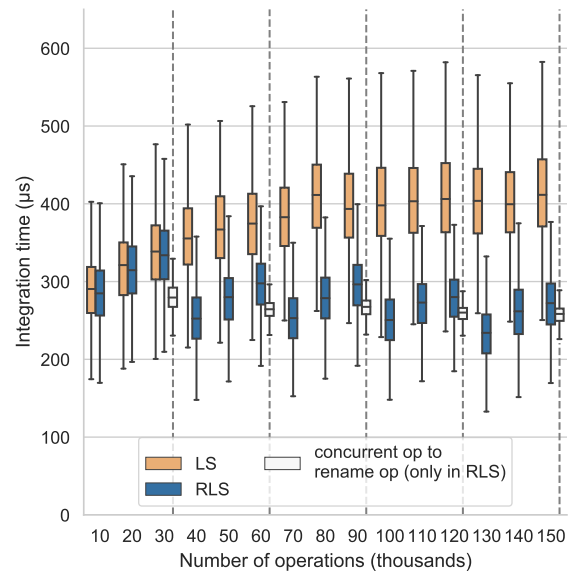 Integration time (μs)
600
500
400
300
200
100
0
LS
RLS
concurrent op to
rename op (only in RLS)
10 20 30 40 50 60 70 80 90 100 110 120 130 140 150
Number of operations (thousands)